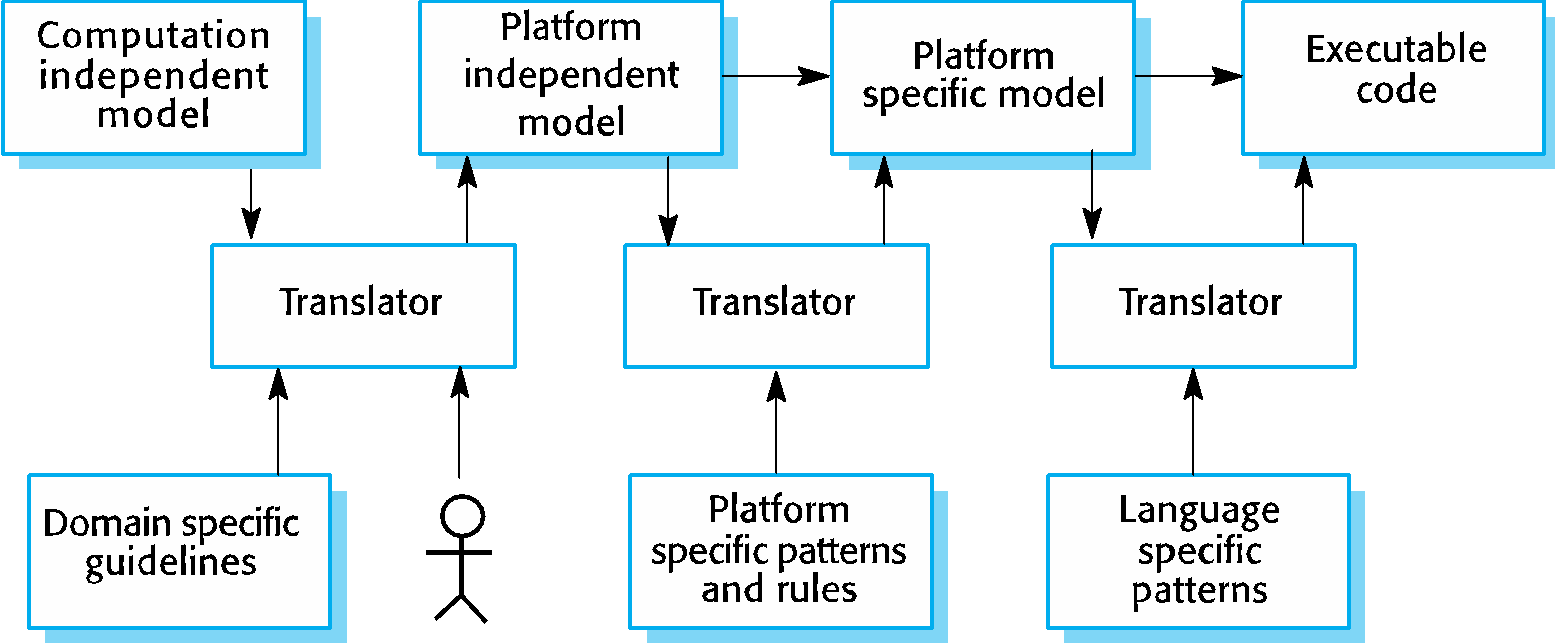 Computation
independent
model
Platform
independent
model
Platform
specific model
Executable
code
Translator
Translator
Translator
Domain specific
guidelines
Platform
specific patterns
and rules
Language
specific
patterns